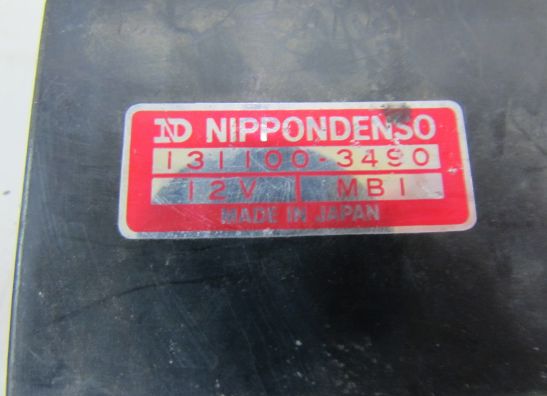 ND NIPPONDENSO
131100-3490
12V MB1
MADE IN JAPAN